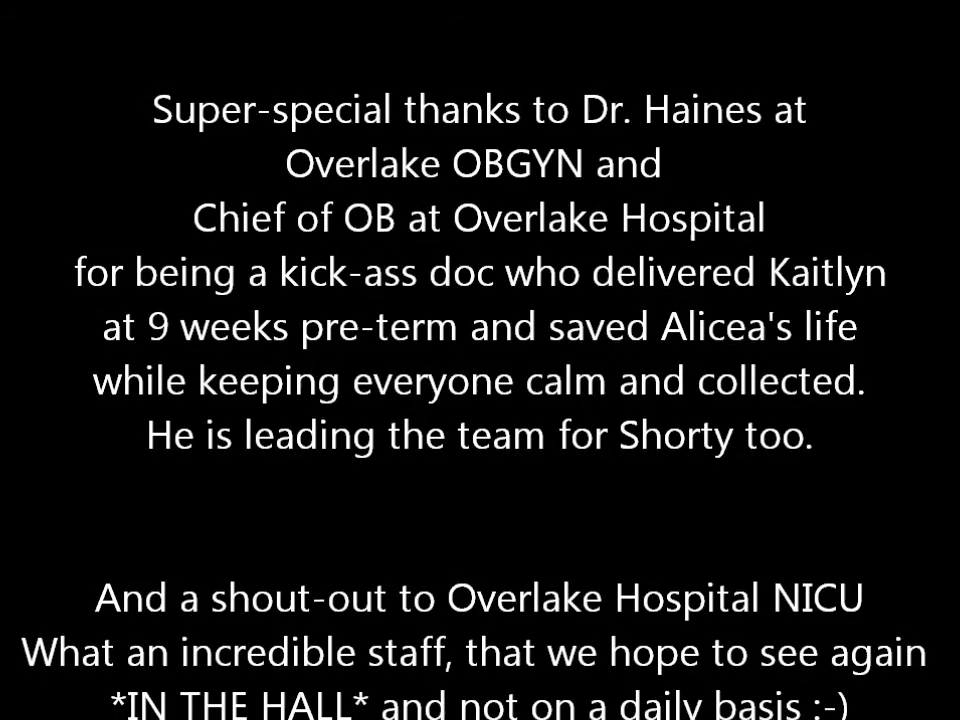 Super-special thanks to Dr. Haines at
Overlake OBGYN and
Chief of OB at Overlake Hospital
for being a kick-ass doc who delivered Kaitlyn
at 9 weeks pre-term and saved Alicea's life
while keeping everyone calm and collected.
He is leading the team for Shorty too.
And a shout-out to Overlake Hospital NICU
What an incredible staff, that we hope to see again
*IN THE HALL* and not on a daily basis :-)